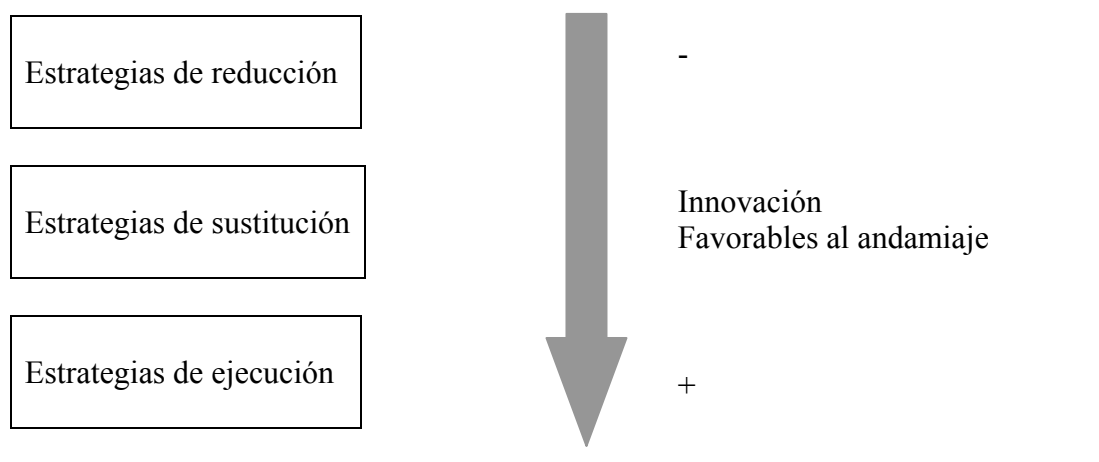 Estrategias de reducción
-
Estrategias de sustitución
Innovación
Favorables al andamiaje
Estrategias de ejecución
+